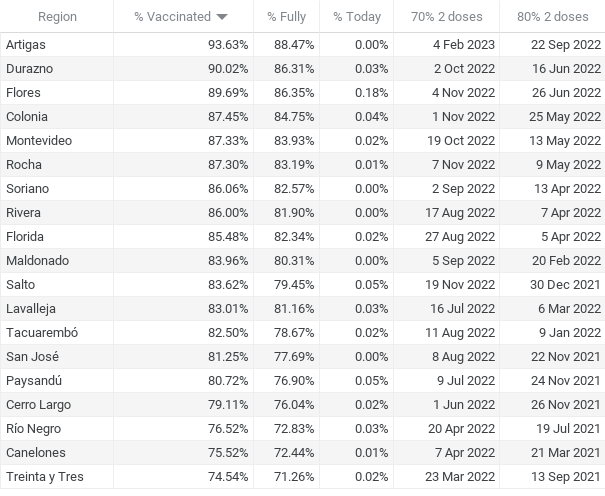 Region % Vaccinated % Fully % Today 70% 2 doses 80% 2 doses
Artigas 93.63% 88.47% 0.00% 4 Feb 2023 22 Sep 2022
Durazno 90.02% 86.31% 0.03% 2 Oct 2022 16 Jun 2022
Flores 89.69% 86.35% 0.18% 4 Nov 2022 26 Jun 2022
Colonia 87.45% 84.75% 0.04% 1 Nov 2022 25 May 2022
Montevideo 87.33% 83.93% 0.02% 19 Oct 2022 13 May 2022
Rocha 87.30% 83.19% 0.01% 7 Nov 2022 9 May 2022
Soriano 86.06% 82.57% 0.00% 2 Sep 2022 13 Apr 2022
Rivera 86.00% 81.90% 0.00% 17 Aug 2022 7 Apr 2022
Florida 85.48% 82.34% 0.02% 27 Aug 2022 5 Apr 2022
Maldonado 83.96% 80.31% 0.00% 5 Sep 2022 20 Feb 2022
Salto 83.62% 79.45% 0.05% 19 Nov 2022 30 Dec 2021
Lavalleja 83.01% 81.16% 0.03% 16 Jul 2022 6 Mar 2022
Tacuarembó 82.50% 78.67% 0.02% 11 Aug 2022 9 Jan 2022
San José 81.25% 77.69% 0.00% 8 Aug 2022 22 Nov 2021
Paysandú 80.72% 76.90% 0.05% 9 Jul 2022 24 Nov 2021
Cerro Largo 79.11% 76.04% 0.02% 1 Jun 2022 26 Nov 2021
Río Negro 76.52% 72.83% 0.03% 20 Apr 2022 19 Jul 2021
Canelones 75.52% 72.44% 0.01% 7 Apr 2022 21 Mar 2021
Treinta y Tres 74.54% 71.26% 0.02% 23 Mar 2022 13 Sep 2021